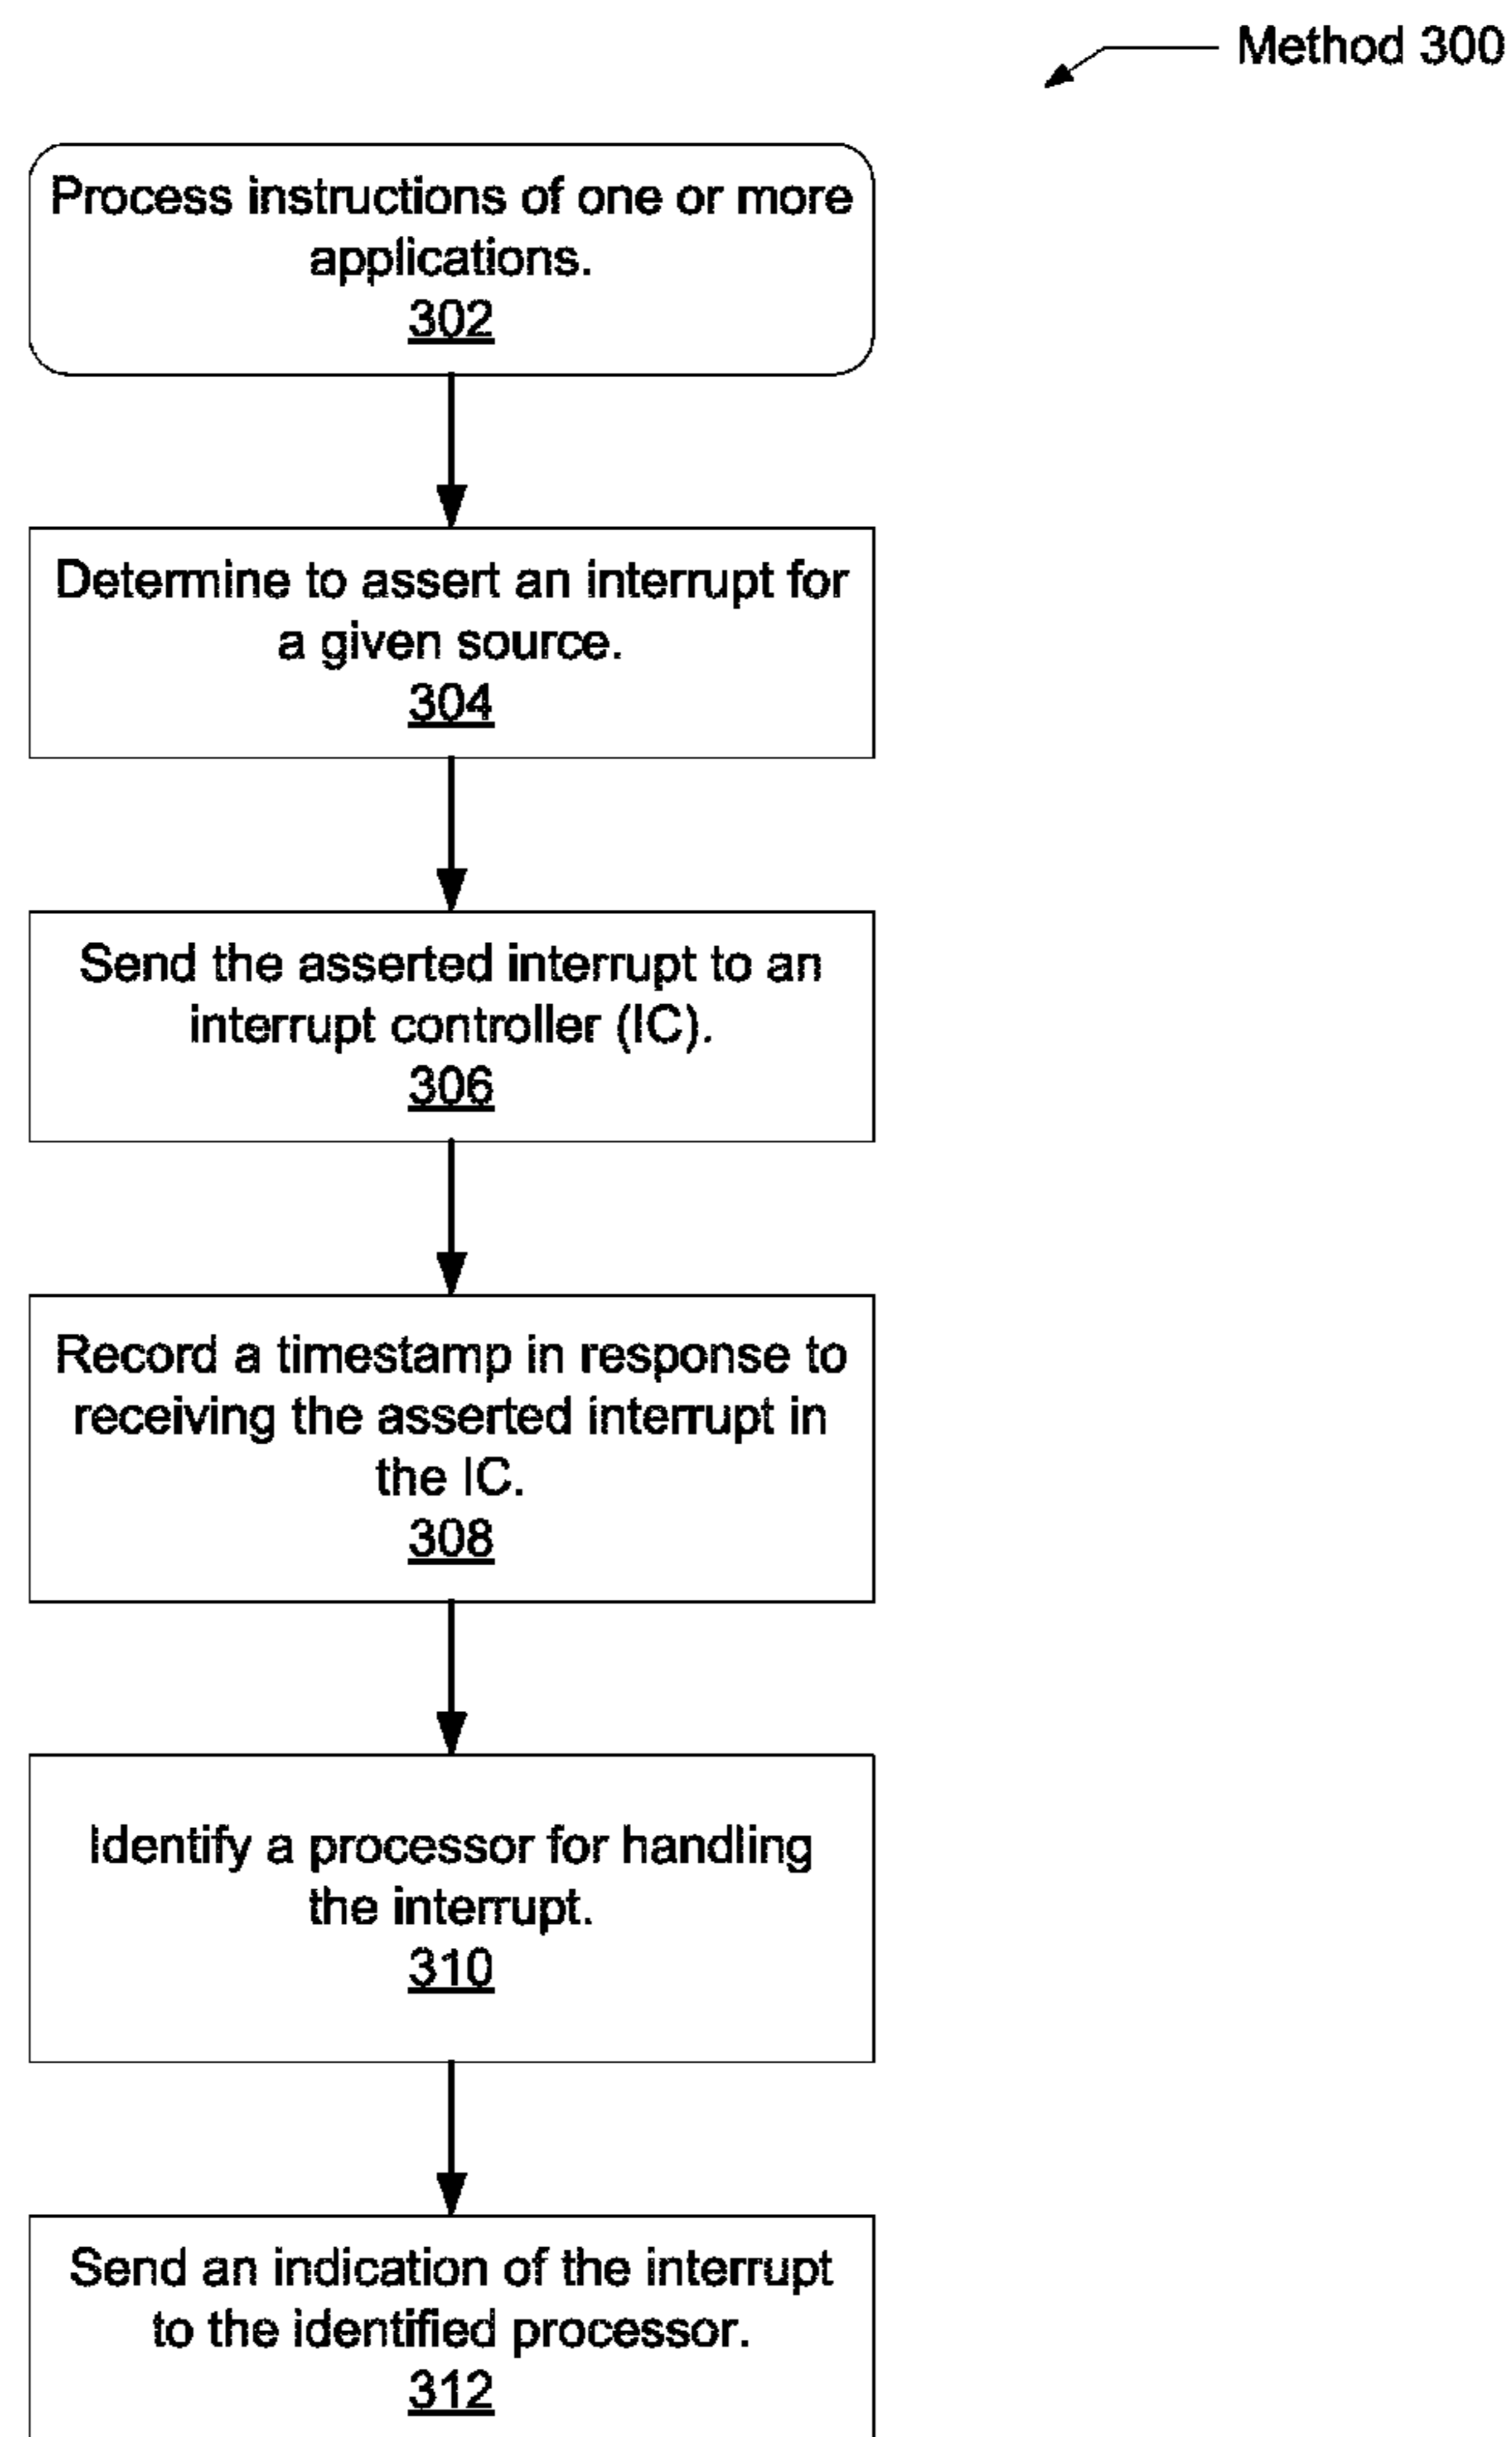 Method 300
Process instructions of one or more
applications.
302
Determine to assert an interrupt for
a given source.
304
Send the asserted interrupt to an
interrupt controller (IC).
306
Record a timestamp in response to
receiving the asserted interrupt in
the IC.
308
Identify a processor for handling
the interrupt.
310
Send an indication of the interrupt
to the identified processor.
312